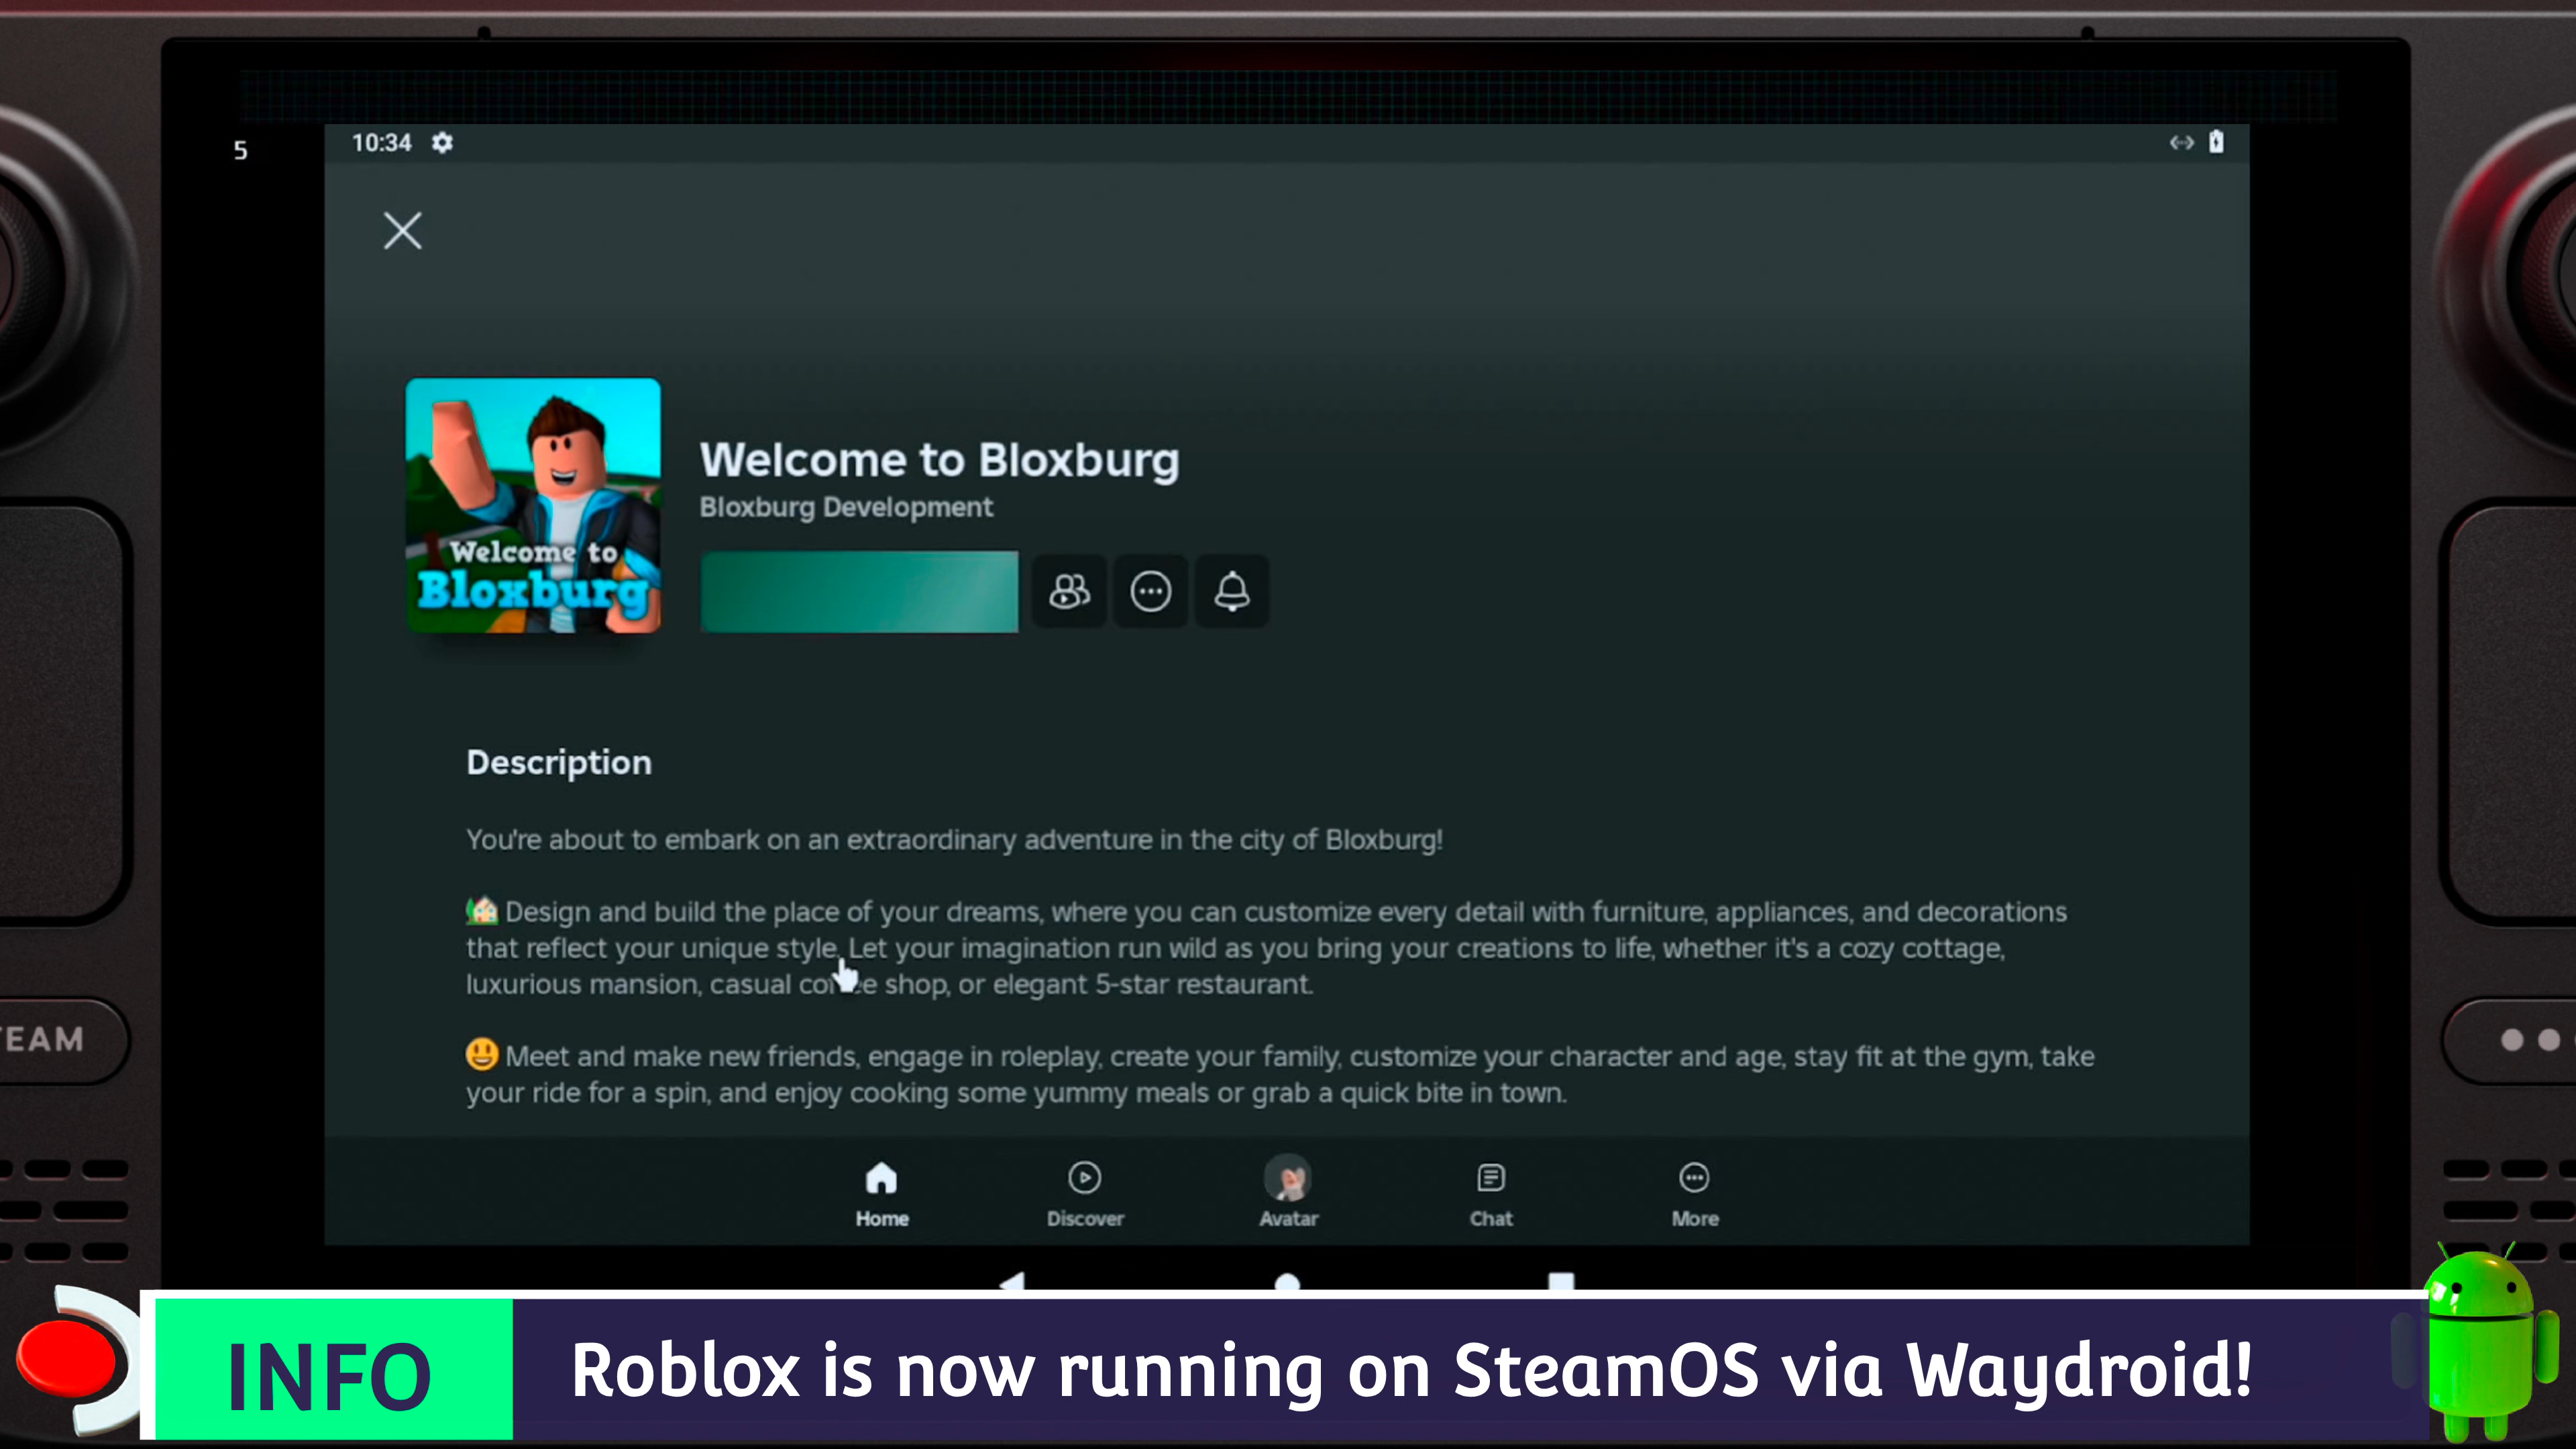 5
10:34
Welcome to
Bloxburg
Welcome to Bloxburg
Bloxburg Development
Description
You're about to embark on an extraordinary adventure in the city of Bloxburg!
🏡 Design and build the place of your dreams, where you can customize every detail with furniture, appliances, and decorations
that reflect your unique style. Let your imagination run wild as you bring your creations to life, whether it's a cozy cottage,
luxurious mansion, casual coffee shop, or elegant 5-star restaurant.
😃 Meet and make new friends, engage in roleplay, create your family, customize your character and age, stay fit at the gym, take
your ride for a spin, and enjoy cooking some yummy meals or grab a quick bite in town.
Home
Discover
Avatar
Chat
More
TEAM
INFO
Roblox is now running on SteamOS via Waydroid!